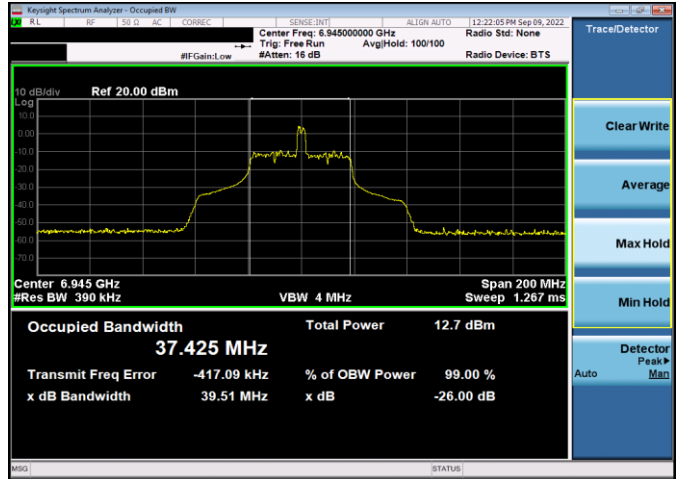 Keysight Spectrum Analyzer - Occupied BW
RL RF 50 Ω AC CORREC SENSE:INT ALIGN AUTO 12:22:05 PM Sep 09, 2022
Center Freq: 6.945000000 GHz Radio Std: None
Trig: Free Run Avg|Hold: 100/100
#IFGain:Low #Atten: 16 dB Radio Device: BTS
Trace/Detector
10 dB/div Ref 20.00 dBm
Log
10.0
0.00
-10.0
-20.0
-30.0
-40.0
-50.0
-60.0
-70.0
Center 6.945 GHz Span 200 MHz
#Res BW 390 kHz VBW 4 MHz Sweep 1.267 ms
Occupied Bandwidth Total Power 12.7 dBm
37.425 MHz
Transmit Freq Error -417.09 kHz % of OBW Power 99.00 %
x dB Bandwidth 39.51 MHz x dB -26.00 dB
Clear Write
Average
Max Hold
Min Hold
Detector
Peak▶
Auto Man
MSG STATUS